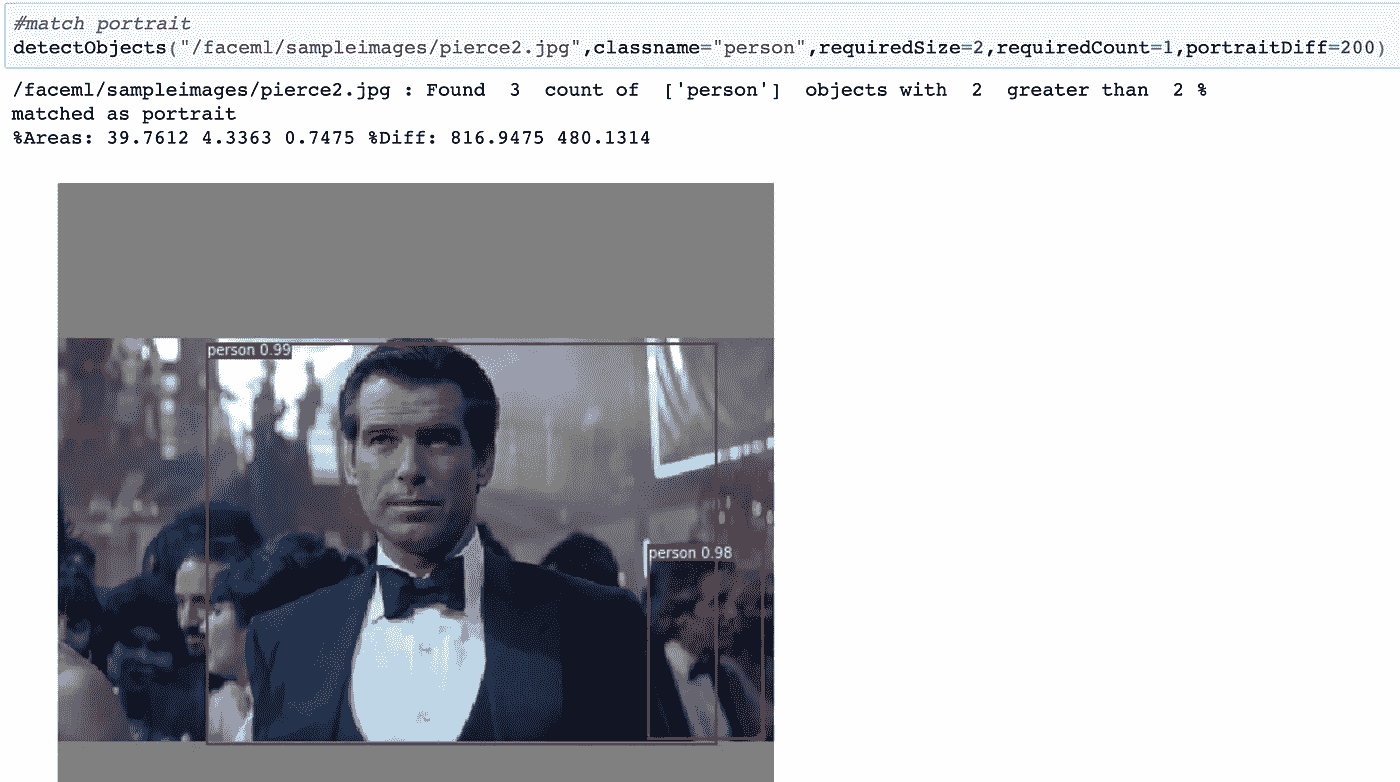 #match portrait
detectObjects("/faceml/sampleimages/pierce2.jpg",classname="person",requiredSize=2,requiredCount=1,portraitDiff=200)
/faceml/sampleimages/pierce2.jpg : Found 3 count of ['person'] objects with 2 greater than 2 %
matched as portrait
%Areas: 39.7612 4.3363 0.7475 %Diff: 816.9475 480.1314
person 0.99
person 0.98